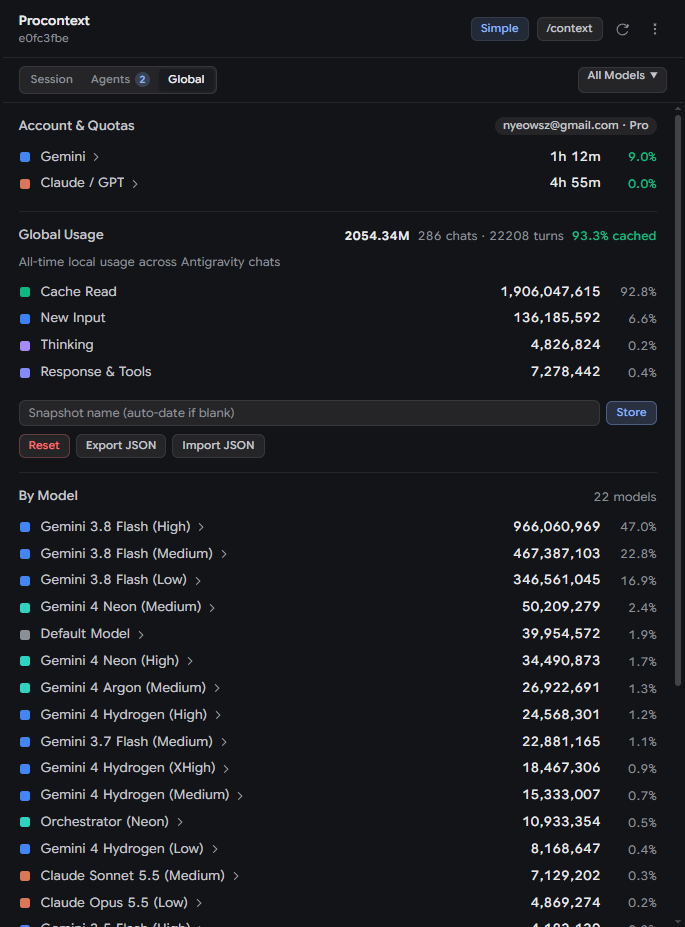 Procontext
e0fc3fbe
Simple /context
Session Agents 2 Global All Models ▼
Account & Quotas nyeowsz@gmail.com · Pro
Gemini > 1h 12m 9.0%
Claude / GPT > 4h 55m 0.0%
Global Usage 2054.34M 286 chats · 22208 turns 93.3% cached
All-time local usage across Antigravity chats
Cache Read 1,906,047,615 92.8%
New Input 136,185,592 6.6%
Thinking 4,826,824 0.2%
Response & Tools 7,278,442 0.4%
Snapshot name (auto-date if blank) Store
Reset Export JSON Import JSON
By Model 22 models
Gemini 3.8 Flash (High) > 966,060,969 47.0%
Gemini 3.8 Flash (Medium) > 467,387,103 22.8%
Gemini 3.8 Flash (Low) > 346,561,045 16.9%
Gemini 4 Neon (Medium) > 50,209,279 2.4%
Default Model > 39,954,572 1.9%
Gemini 4 Neon (High) > 34,490,873 1.7%
Gemini 4 Argon (Medium) > 26,922,691 1.3%
Gemini 4 Hydrogen (High) > 24,568,301 1.2%
Gemini 3.7 Flash (Medium) > 22,881,165 1.1%
Gemini 4 Hydrogen (XHigh) > 18,467,306 0.9%
Gemini 4 Hydrogen (Medium) > 15,333,007 0.7%
Orchestrator (Neon) > 10,933,354 0.5%
Gemini 4 Hydrogen (Low) > 8,168,647 0.4%
Claude Sonnet 5.5 (Medium) > 7,129,202 0.3%
Claude Opus 5.5 (Low) > 4,869,274 0.2%